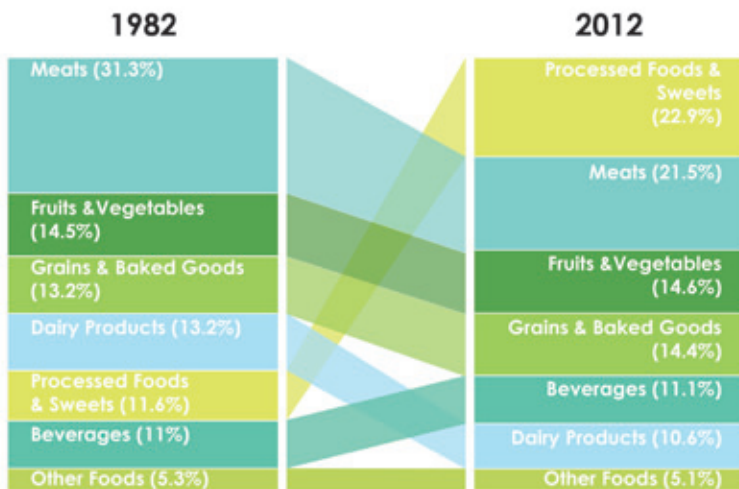 1982
Meats (31.3%)
Fruits &Vegetables
(14.5%)
Grains & Baked Goods
(13.2%)
Dairy Products (13.2%)
Processed Foods
& Sweets (11.6%)
Beverages (11%)
Other Foods (5.3%)
2012
Processed Foods &
Sweets
(22.9%)
Meats (21.5%)
Fruits &Vegetables
(14.6%)
Grains & Baked Goods
(14.4%)
Beverages (11.1%)
Dairy Products (10.6%)
Other Foods (5.1%)